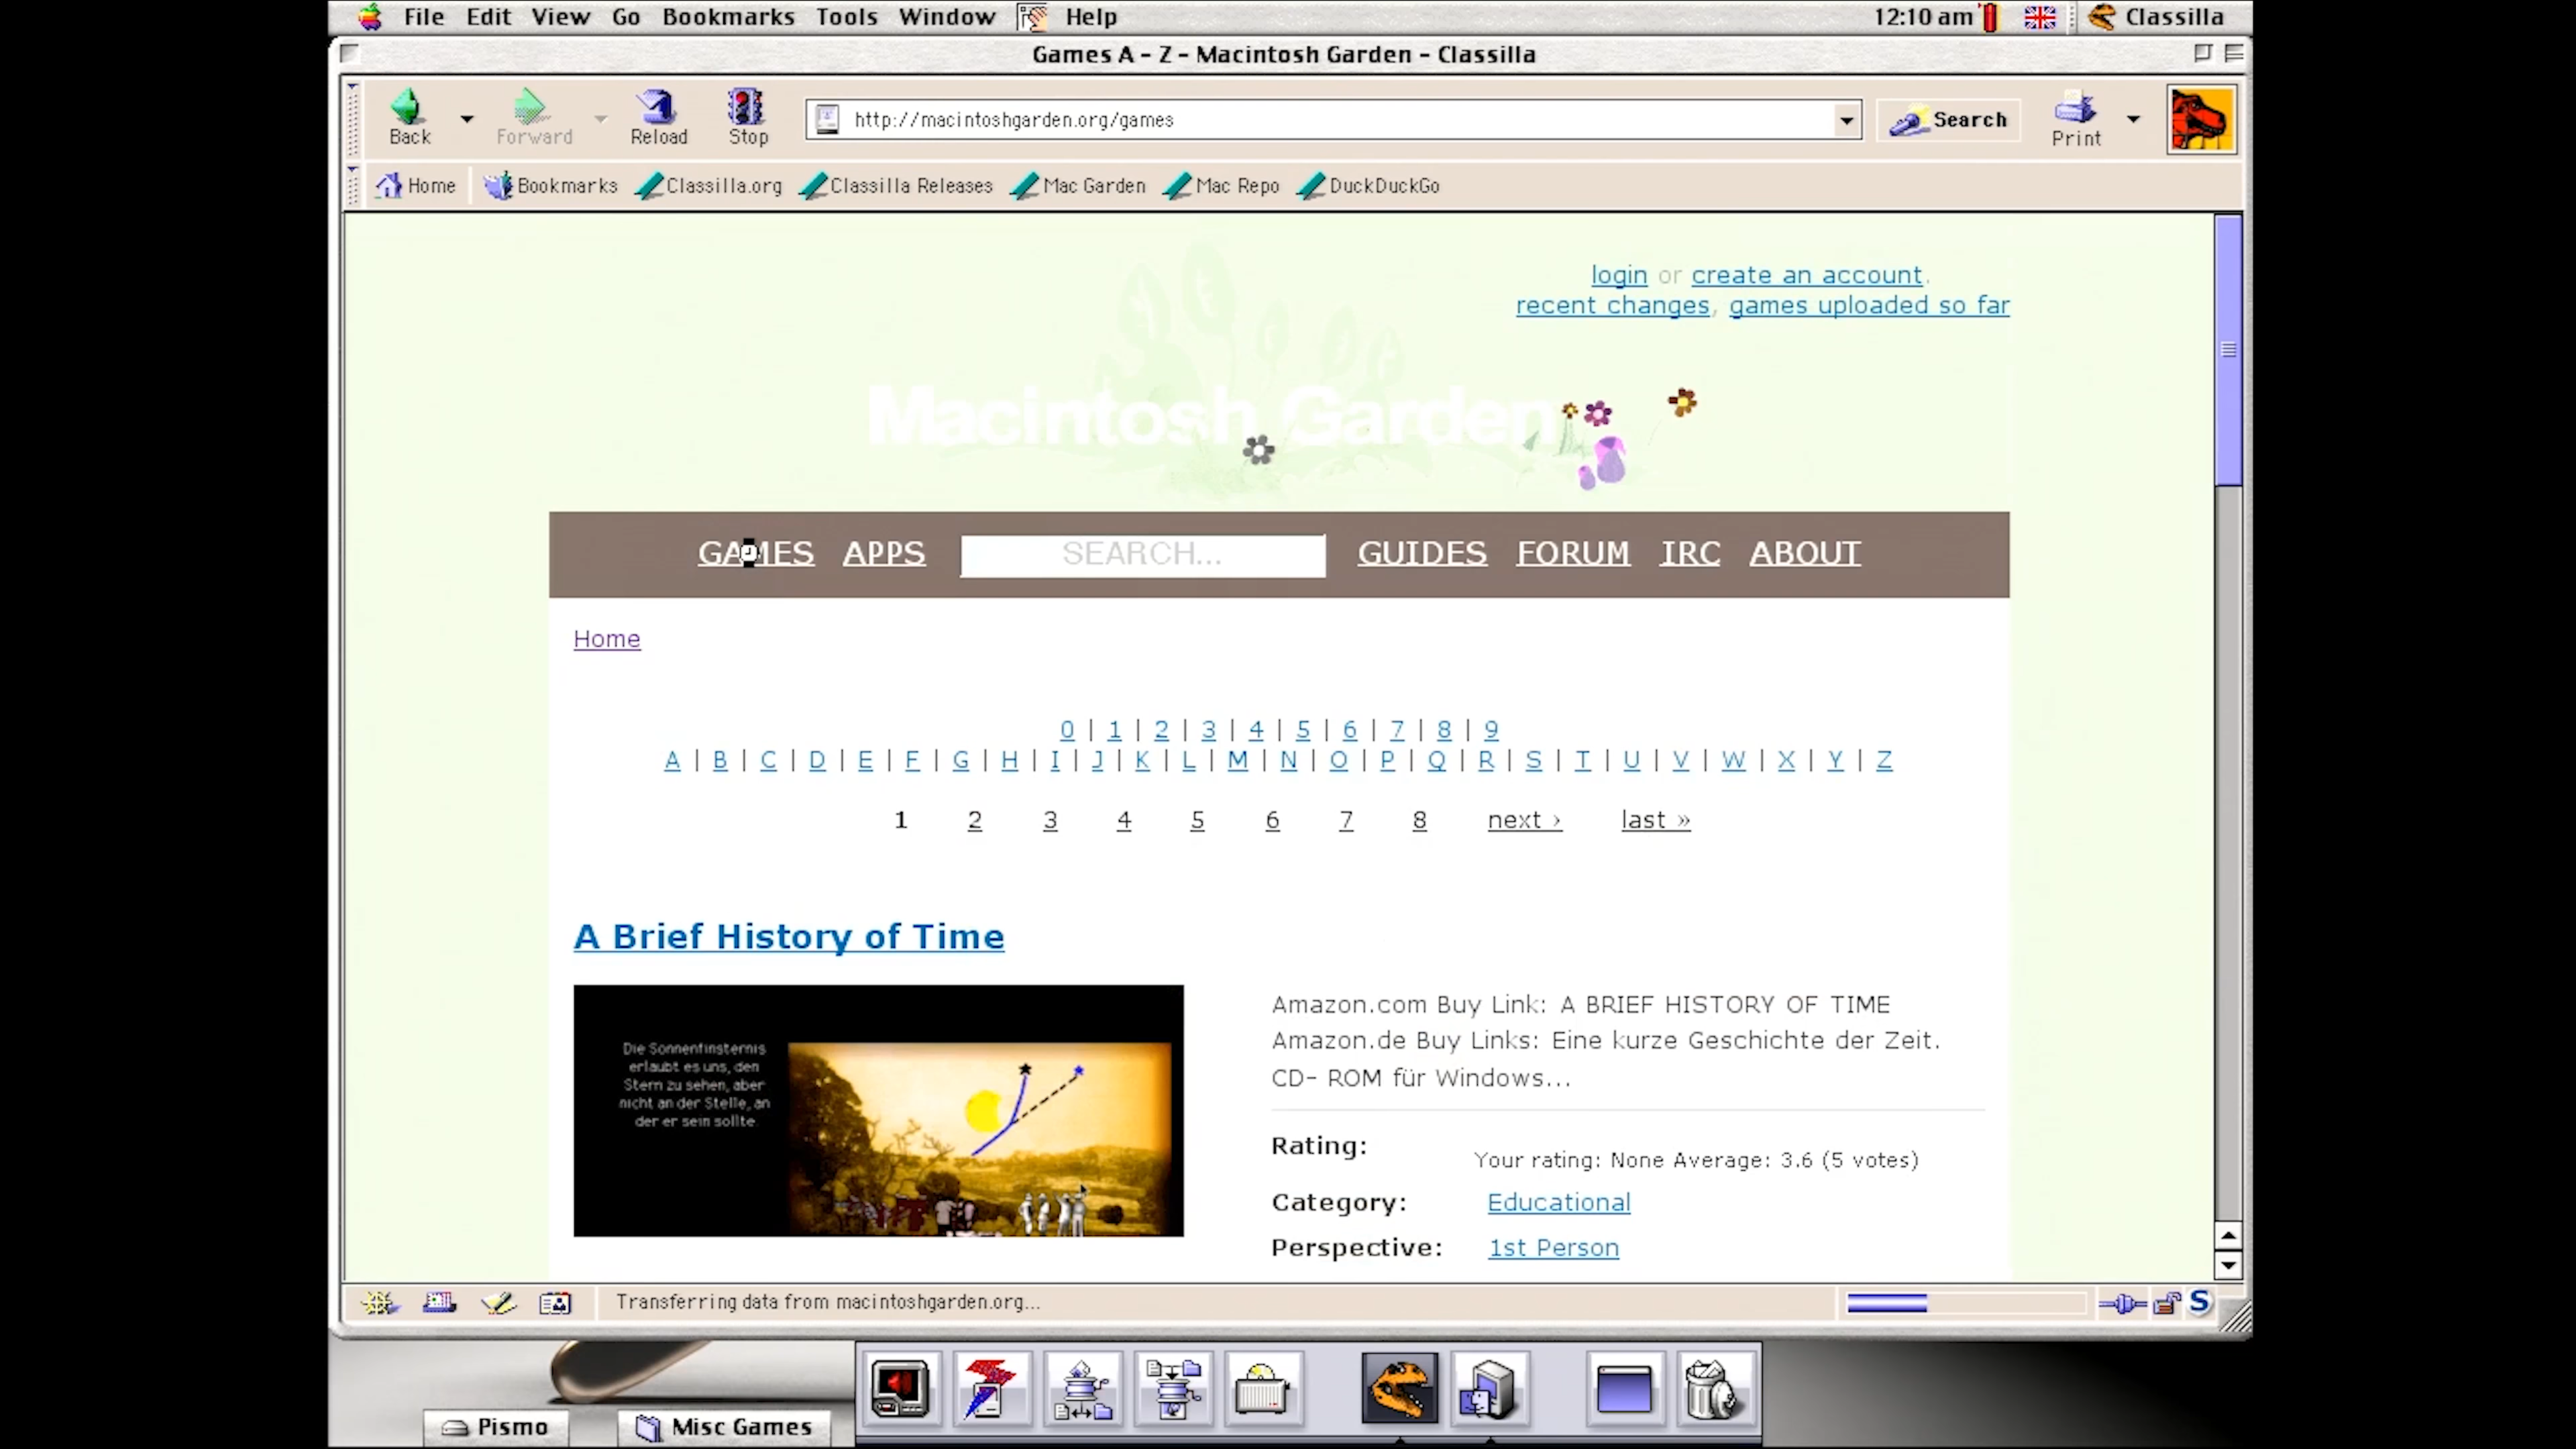 File Edit View Go Bookmarks Tools Window Help 12:10 am Classilla
Games A - Z - Macintosh Garden - Classilla
Back Forward Reload Stop http://macintoshgarden.org/games Search Print
Home Bookmarks Classilla.org Classilla Releases Mac Garden Mac Repo DuckDuckGo
login or create an account.
recent changes, games uploaded so far
Macintosh Garden
GAMES APPS SEARCH... GUIDES FORUM IRC ABOUT
Home
0 | 1 | 2 | 3 | 4 | 5 | 6 | 7 | 8 | 9
A | B | C | D | E | F | G | H | I | J | K | L | M | N | O | P | Q | R | S | T | U | V | W | X | Y | Z
1 2 3 4 5 6 7 8 next › last »
A Brief History of Time
Die Sonnenfinsternis
erlaubt es uns, den
Stern zu sehen, aber
nicht an der Stelle, an
der er sein sollte.
Amazon.com Buy Link: A BRIEF HISTORY OF TIME
Amazon.de Buy Links: Eine kurze Geschichte der Zeit.
CD- ROM für Windows...
Rating: Your rating: None Average: 3.6 (5 votes)
Category: Educational
Perspective: 1st Person
Transferring data from macintoshgarden.org... S
Pismo Misc Games